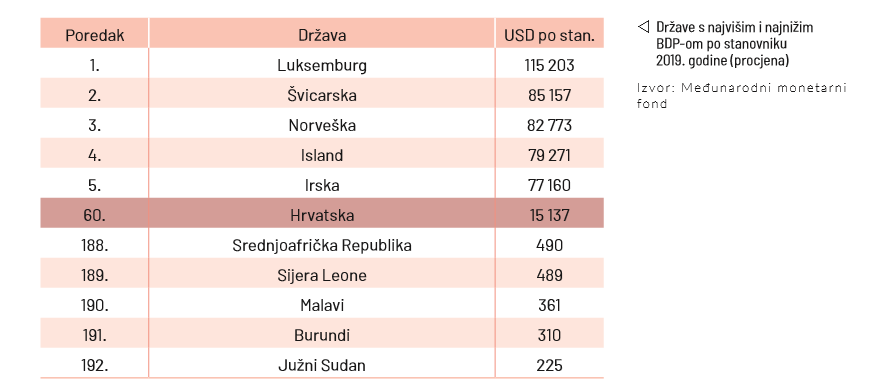 Poredak Država USD po stan.
1. Luksemburg 115 203
2. Švicarska 85 157
3. Norveška 82 773
4. Island 79 271
5. Irska 77 160
60. Hrvatska 15 137
188. Srednjoafrička Republika 490
189. Sijera Leone 489
190. Malavi 361
191. Burundi 310
192. Južni Sudan 225
Države s najvišim i najnižim
BDP-om po stanovniku
2019. godine (procjena)
Izvor: Međunarodni monetarni
fond